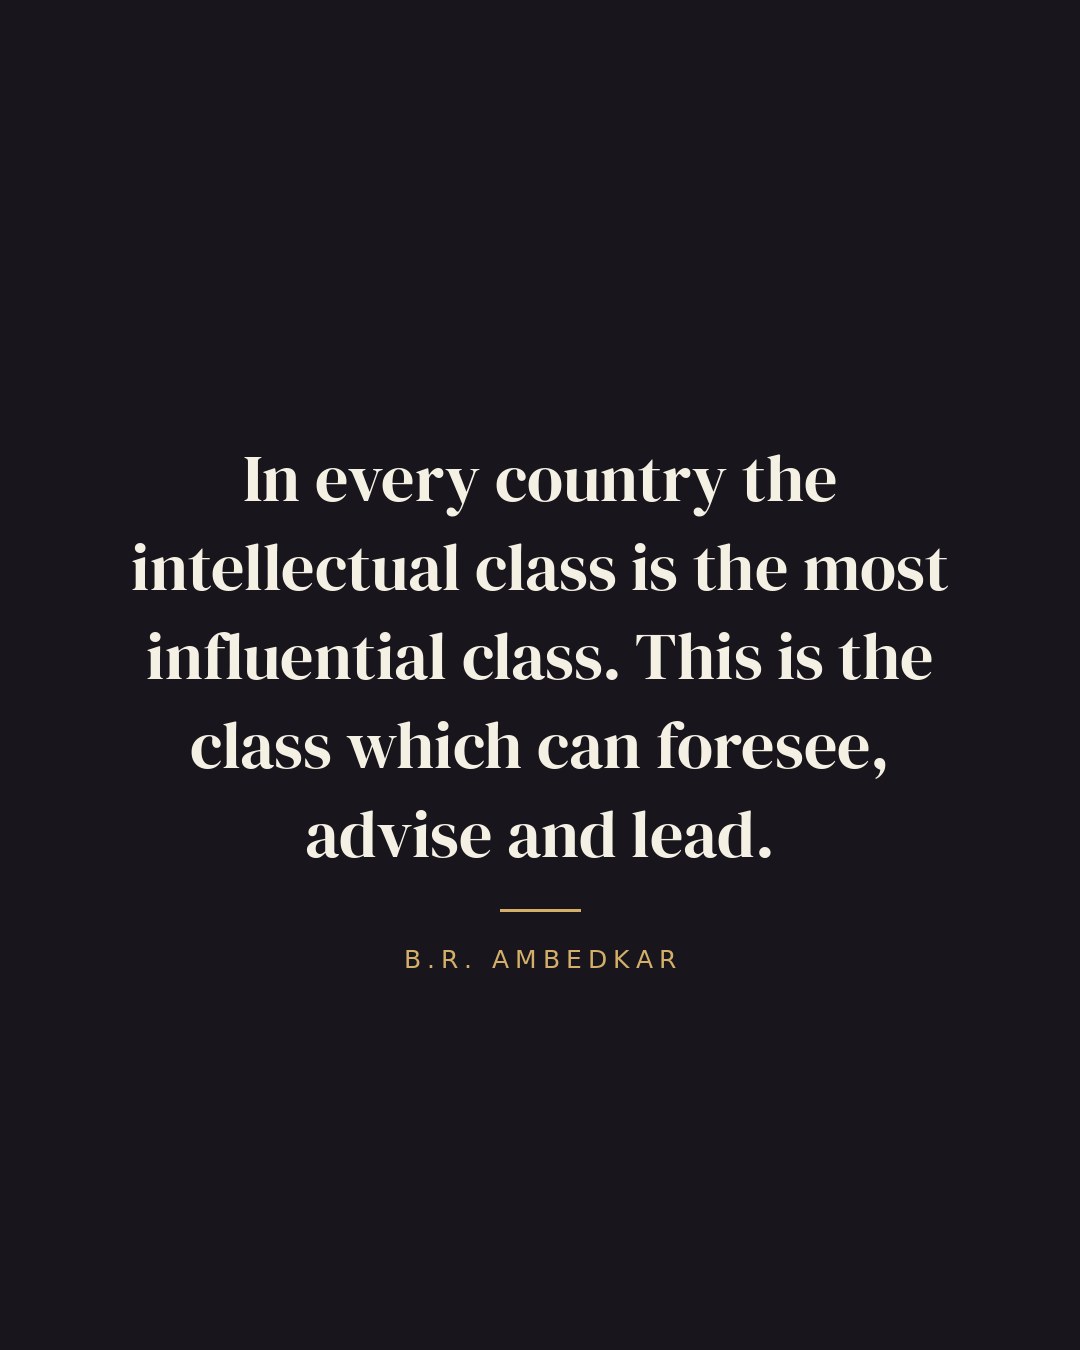 In every country the
intellectual class is the most
influential class. This is the
class which can foresee,
advise and lead.
B.R. AMBEDKAR